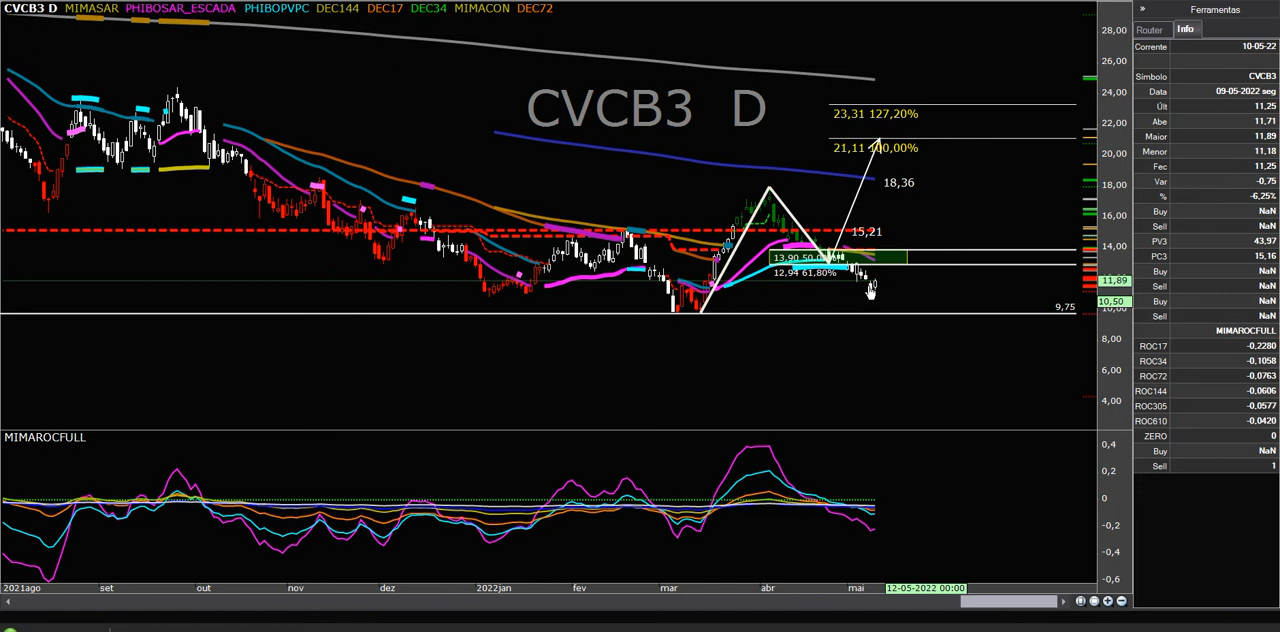 CVCB3 D MIMASAR PHIBOSAR_ESCADA PHIBOPVPC DEC144 DEC17 DEC34 MIMACON DEC72
CVCB3 D
23,31 127,20%
21,11 100,00%
18,36
15,21
13,90 50,0
12,94 61,80%
9,75
28,00
26,00
24,00
22,00
20,00
18,00
16,00
14,00
11,89
10,50
10,00
8,00
6,00
4,00
MIMAROCFULL
0,4
0,2
0
-0,2
-0,4
-0,6
2021ago set out nov dez 2022jan fev mar abr mai 12-05-2022 00:00
» Ferramentas
Router Info
Corrente 10-05-22
Símbolo CVCB3
Data 09-05-2022 seg
Últ 11,25
Abe 11,71
Maior 11,89
Menor 11,18
Fec 11,25
Var -0,75
% -6,25%
Buy NaN
Sell NaN
PV3 43,97
PC3 15,16
Buy NaN
Sell NaN
Buy NaN
Sell NaN
MIMAROCFULL
ROC17 -0,2280
ROC34 -0,1058
ROC72 -0,0763
ROC144 -0,0606
ROC305 -0,0577
ROC610 -0,0420
ZERO 0
Buy NaN
Sell 1